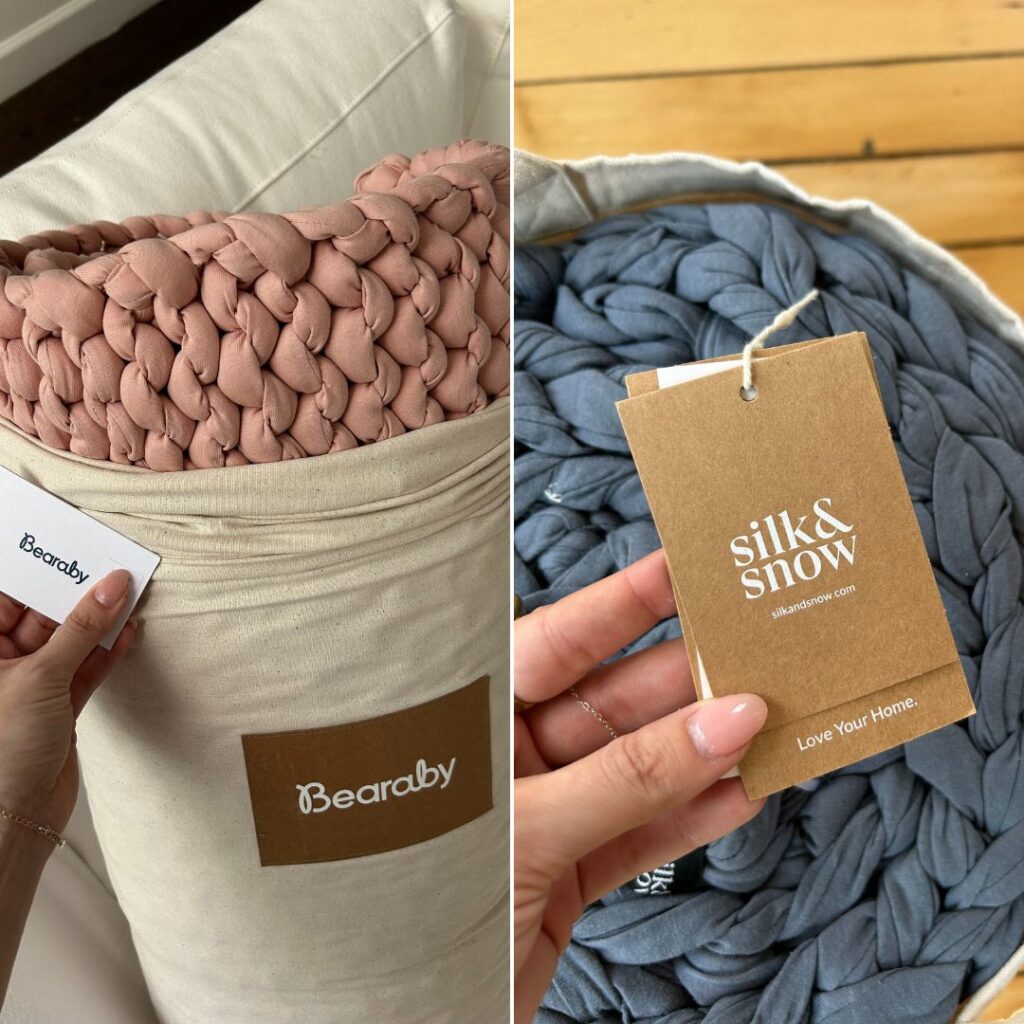 Bearaby
Bearaby
silk&
snow
silkandsnow.com
Love Your Home.